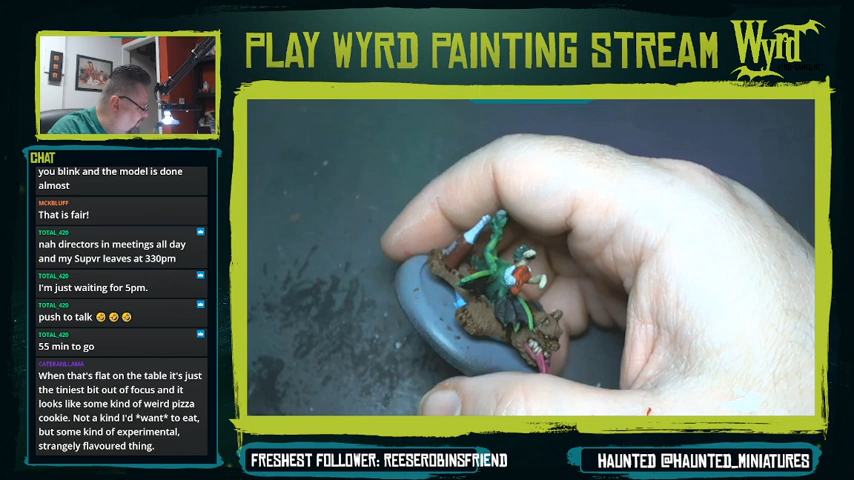 PLAY WYRD PAINTING STREAM
Wyrd
CHAT
you blink and the model is done
almost
MCKBLUFF
That is fair!
TOTAL_420
nah directors in meetings all day
and my Supvr leaves at 330pm
TOTAL_420
I'm just waiting for 5pm.
TOTAL_420
push to talk 🤣 🤣 🤣
TOTAL_420
55 min to go
When that's flat on the table it's just
the tiniest bit out of focus and it
looks like some kind of weird pizza
cookie. Not a kind I'd *want* to eat,
but some kind of experimental,
strangely flavoured thing.
FRESHEST FOLLOWER: REESEROBINSFRIEND
HAUNTED @HAUNTED_MINIATURES